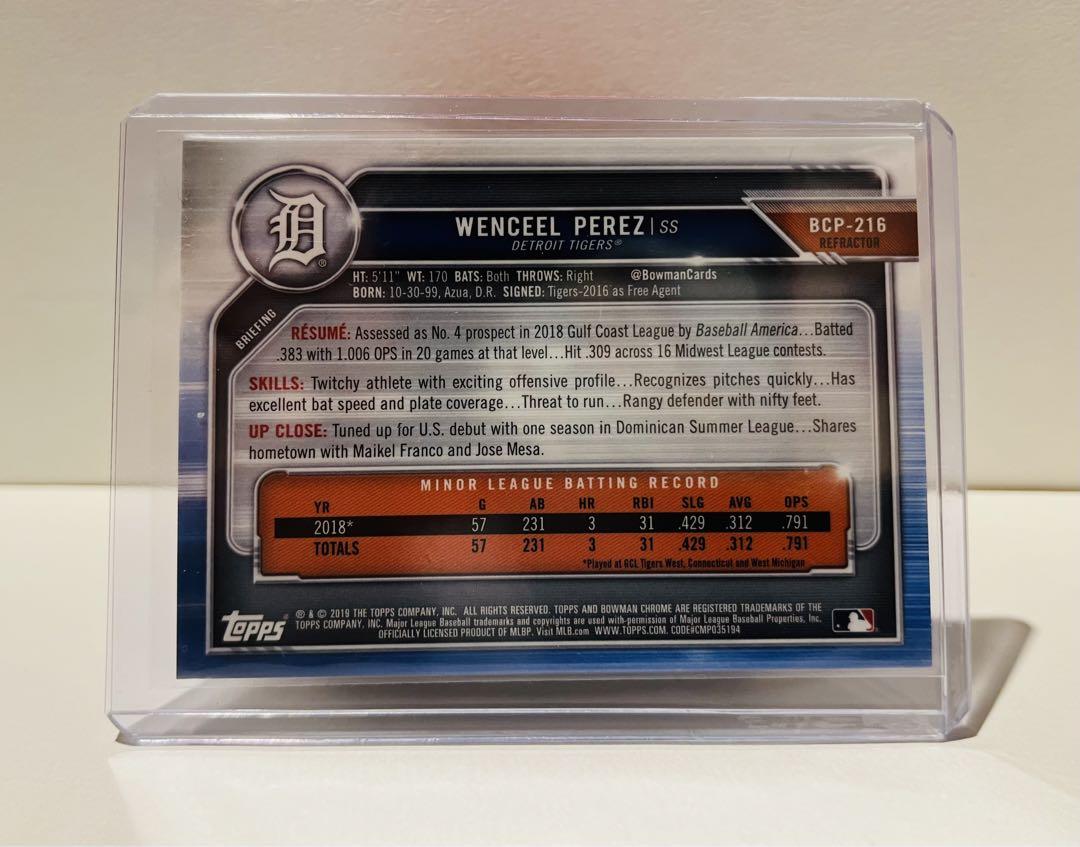 D
WENCEEL PEREZ | SS
DETROIT TIGERS®
BCP-216
REFRACTOR
HT: 5'11" WT: 170 BATS: Both THROWS: Right @BowmanCards
BORN: 10-30-99, Azua, D.R. SIGNED: Tigers-2016 as Free Agent
BRIEFING
RÉSUMÉ: Assessed as No. 4 prospect in 2018 Gulf Coast League by Baseball America...Batted
.383 with 1.006 OPS in 20 games at that level...Hit .309 across 16 Midwest League contests.
SKILLS: Twitchy athlete with exciting offensive profile...Recognizes pitches quickly...Has
excellent bat speed and plate coverage...Threat to run...Rangy defender with nifty feet.
UP CLOSE: Tuned up for U.S. debut with one season in Dominican Summer League...Shares
hometown with Maikel Franco and Jose Mesa.
MINOR LEAGUE BATTING RECORD
YR G AB HR RBI SLG AVG OPS
2018* 57 231 3 31 .429 .312 .791
TOTALS 57 231 3 31 .429 .312 .791
*Played at GCL Tigers West, Connecticut and West Michigan
Topps
® & © 2019 THE TOPPS COMPANY, INC. ALL RIGHTS RESERVED. TOPPS AND BOWMAN CHROME ARE REGISTERED TRADEMARKS OF THE
TOPPS COMPANY, INC. Major League Baseball trademarks and copyrights are used with permission of Major League Baseball Properties, Inc.
OFFICIALLY LICENSED PRODUCT OF MLBP. Visit MLB.com WWW.TOPPS.COM. CODE#CMP035194